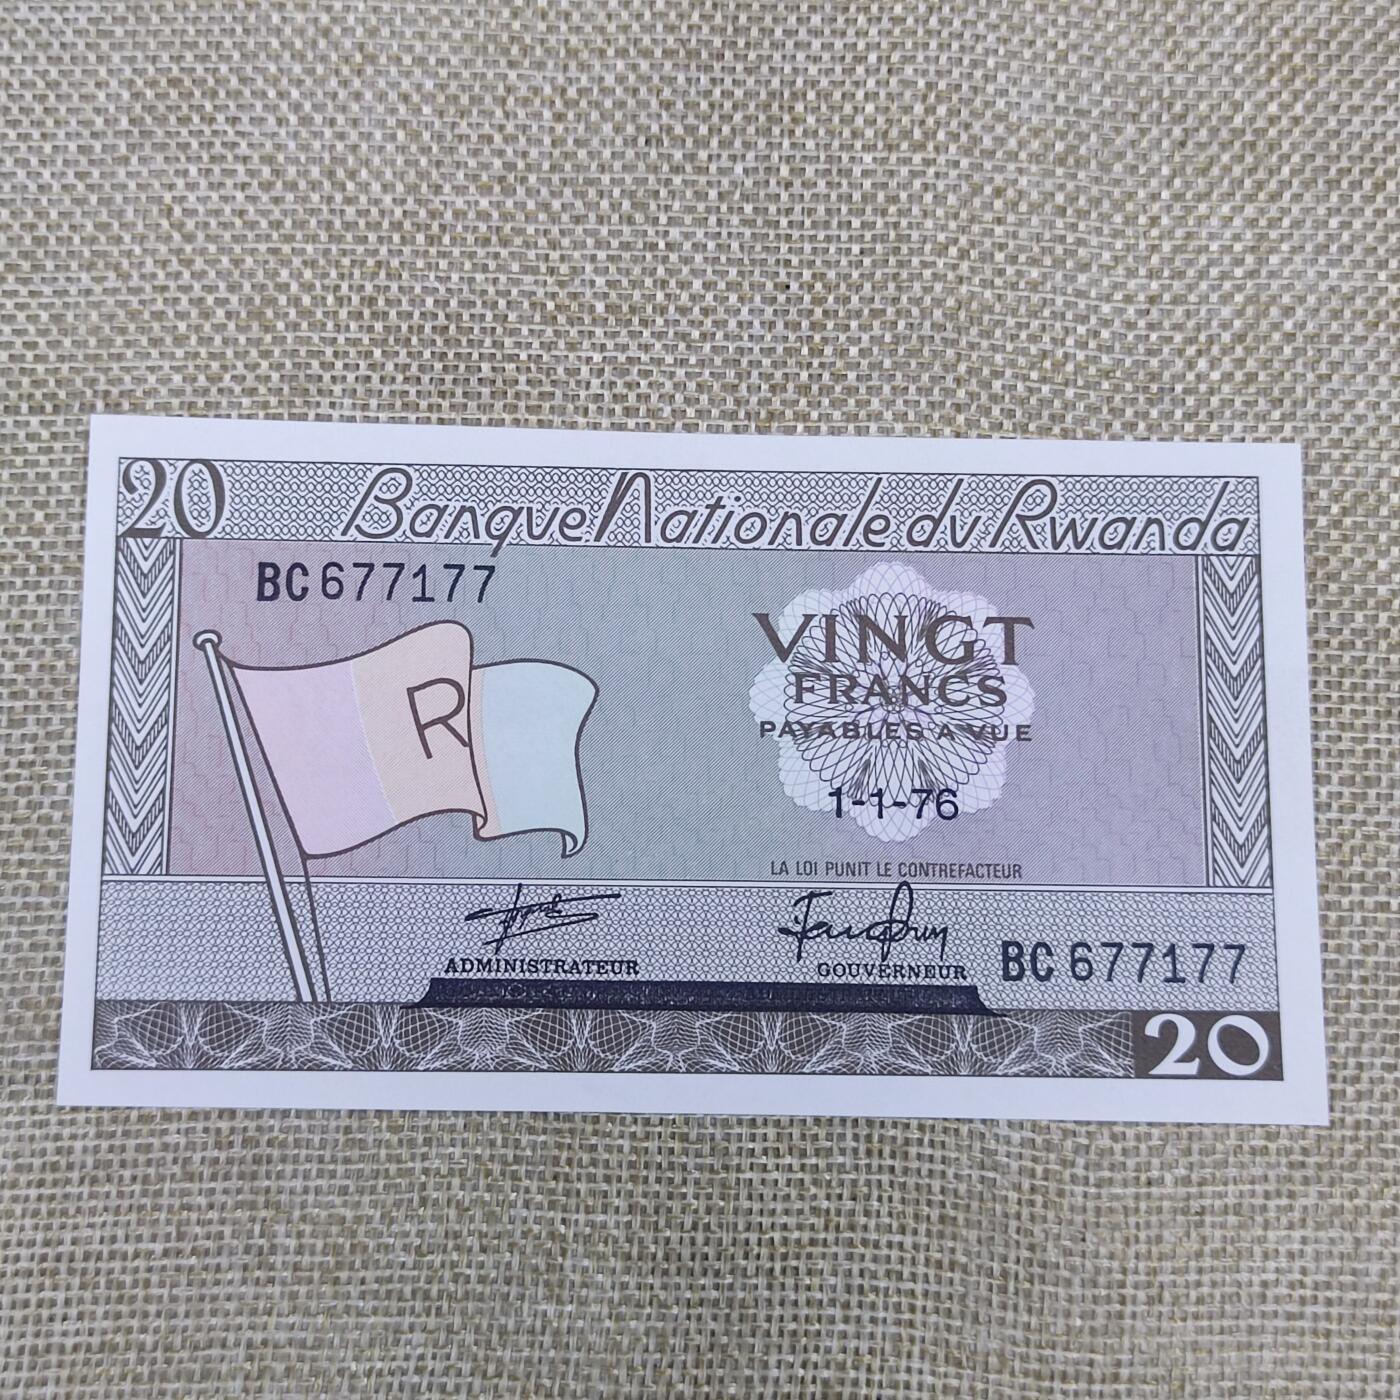 20 Banque Nationale du Rwanda
BC 677177
R
VINGT
FRANCS
PAYABLES A VUE
1-1-76
LA LOI PUNIT LE CONTREFACTEUR
ADMINISTRATEUR
GOUVERNEUR
BC 677177
20